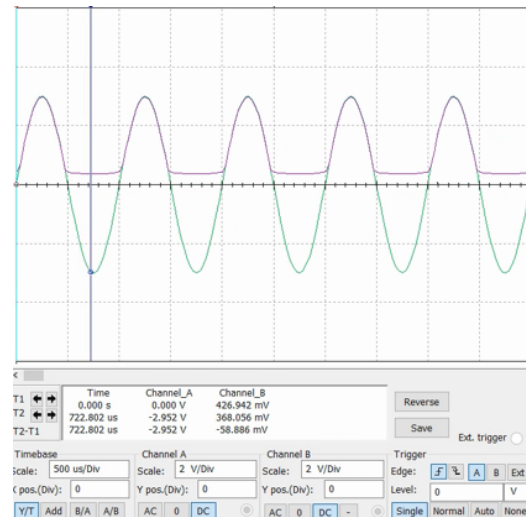 Time Channel_A Channel_B
T1 0.000 s 0.000 V 426.942 mV
T2 722.802 us -2.952 V 368.056 mV
T2-T1 722.802 us -2.952 V -58.886 mV
Reverse
Save
Ext. trigger
Timebase
Scale: 500 us/Div
X pos.(Div): 0
Y/T Add B/A A/B
Channel A
Scale: 2 V/Div
Y pos.(Div): 0
AC 0 DC
Channel B
Scale: 2 V/Div
Y pos.(Div): 0
AC 0 DC -
Trigger
Edge: A B Ext
Level: 0 V
Single Normal Auto None